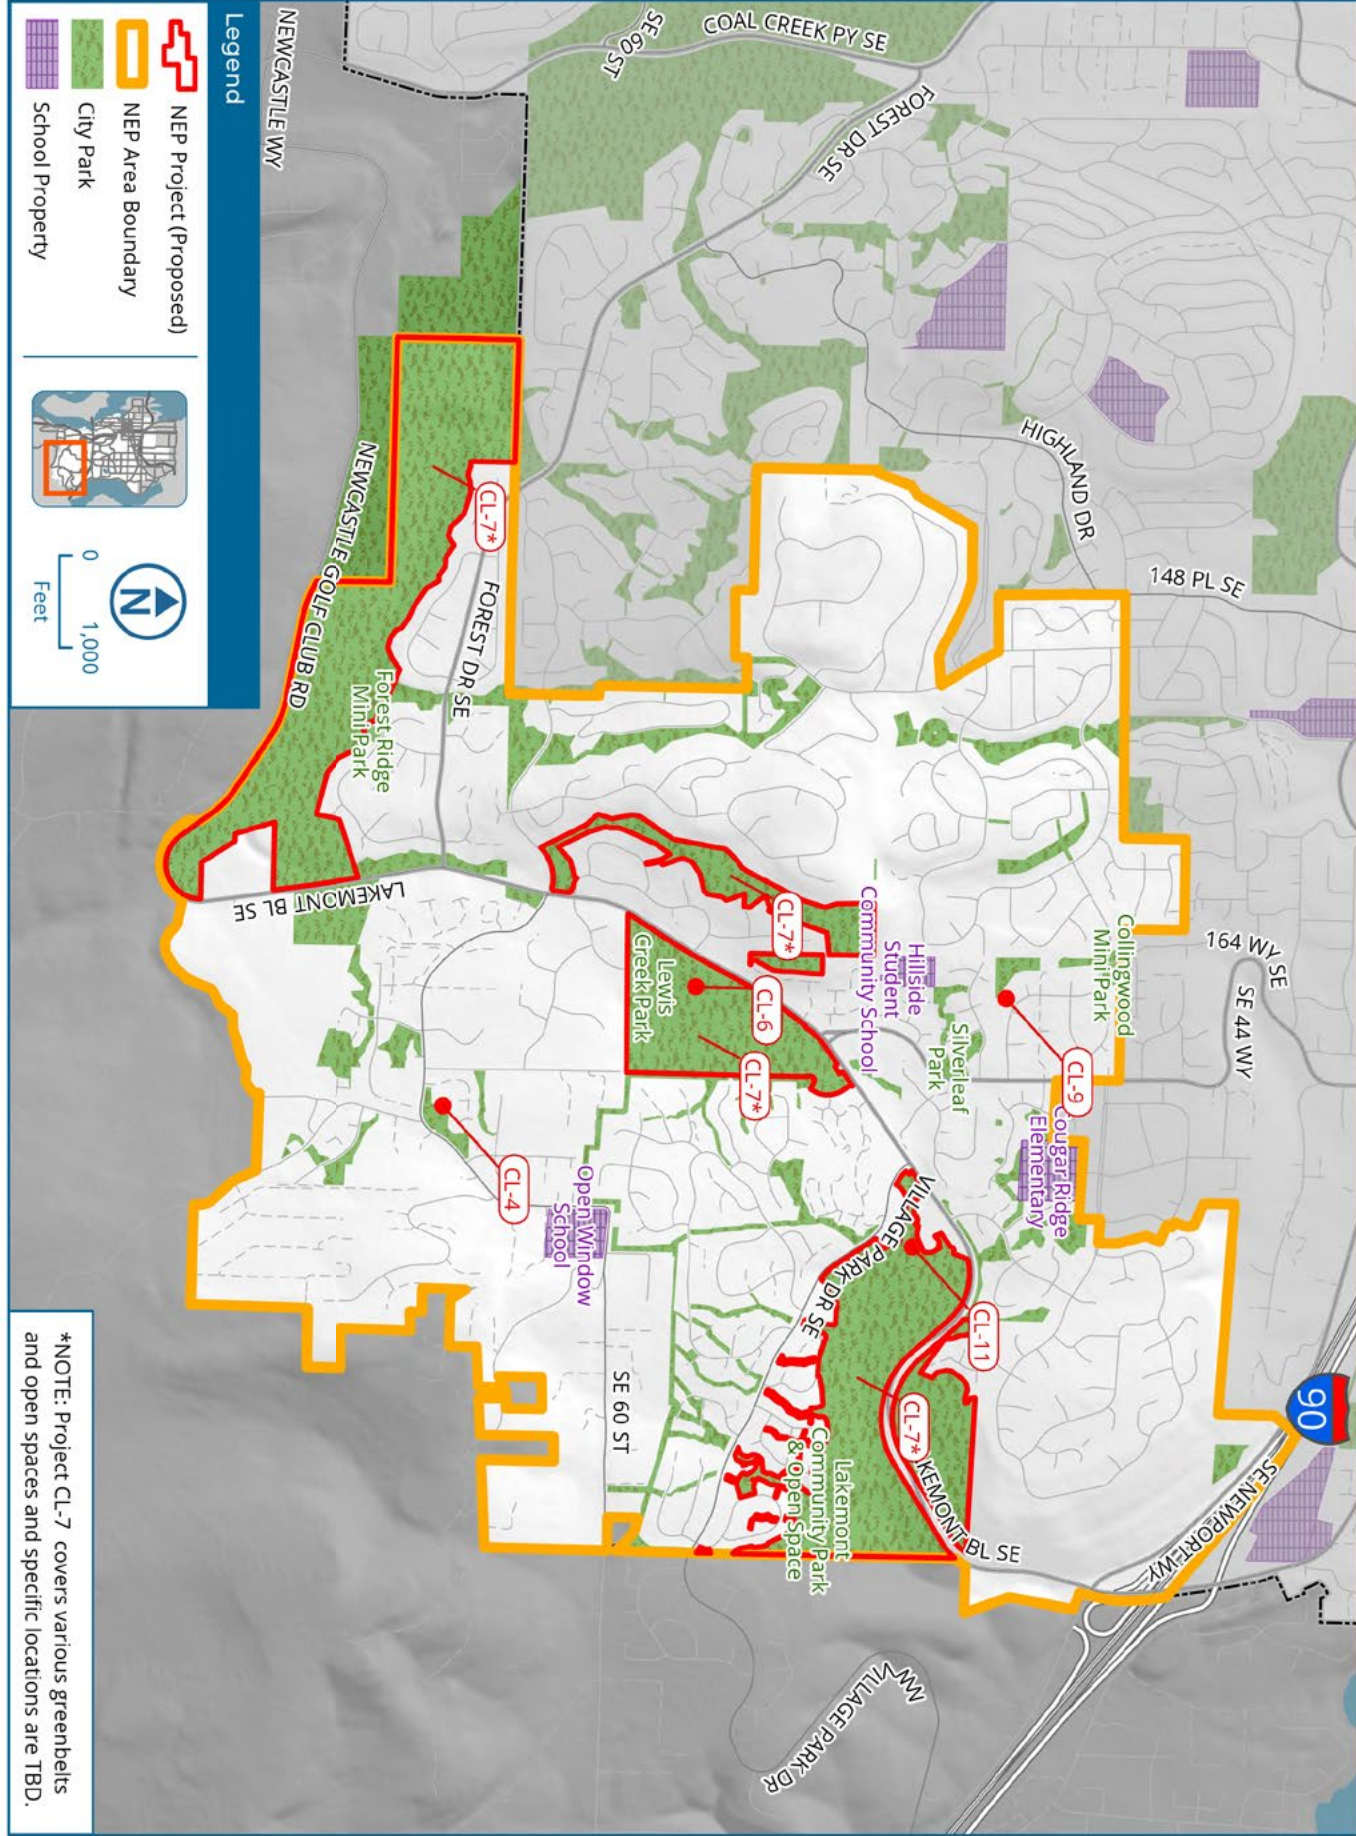 COAL CREEK PY SE
SE 60 ST
FOREST DR SE
HIGHLAND DR
148 PL SE
164 WY SE
SE 44 WY
90
SE NEWPORT WY
Collingwood
Mini Park
CL-9
Cougar Ridge
Elementary
Silverleaf
Park
Hillside
Student
Community School
CL-7*
CL-6
Lewis
Creek Park
CL-7*
VILLAGE PARK DR SE
CL-11
CL-7*
KEMONT BL SE
Lakemont
Community Park
& Open Space
NW
VILLAGE PARK DR
SE 60 ST
Open Window
School
CL-4
LAKEMONT BL SE
FOREST DR SE
CL-7*
Forest Ridge
Mini Park
NEWCASTLE GOLF CLUB RD
NEWCASTLE WY
Legend
NEP Project (Proposed)
NEP Area Boundary
City Park
School Property
N
0 1,000
Feet
*NOTE: Project CL-7 covers various greenbelts
and open spaces and specific locations are TBD.